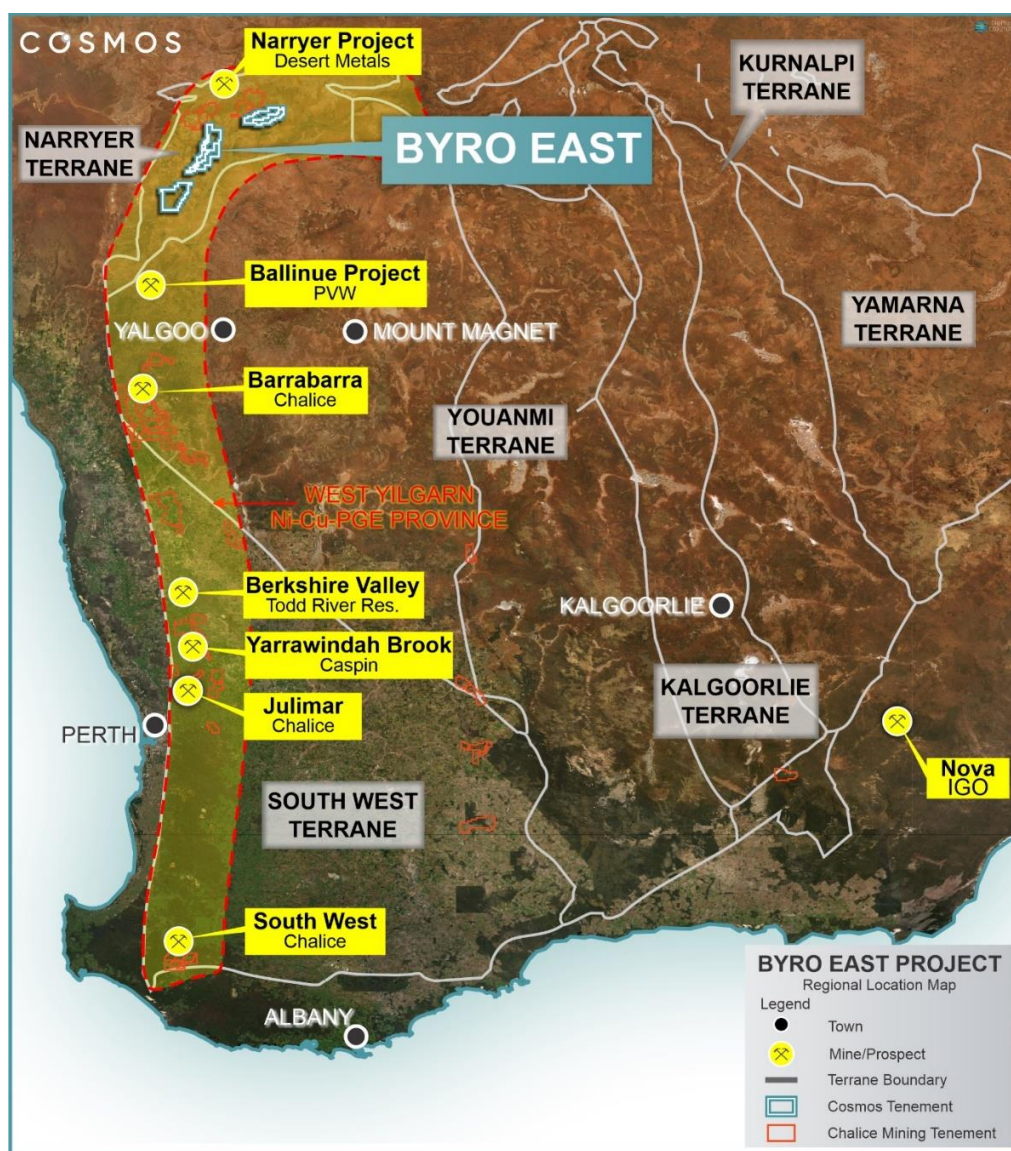 COSMOS
Narryer Project
Desert Metals
KURNALPI
TERRANE
NARRYER
TERRANE
BYRO EAST
Ballinue Project
PVW
YALGOO
MOUNT MAGNET
YAMARNA
TERRANE
Barrabarra
Chalice
YOUANMI
TERRANE
WEST YILGARN
Ni-Cu-PGE PROVINCE
Berkshire Valley
Todd River Res.
KALGOORLIE
Yarrawindah Brook
Caspin
Julimar
Chalice
KALGOORLIE
TERRANE
PERTH
Nova
IGO
SOUTH WEST
TERRANE
South West
Chalice
ALBANY
BYRO EAST PROJECT
Regional Location Map
Legend
Town
Mine/Prospect
Terrane Boundary
Cosmos Tenement
Chalice Mining Tenement